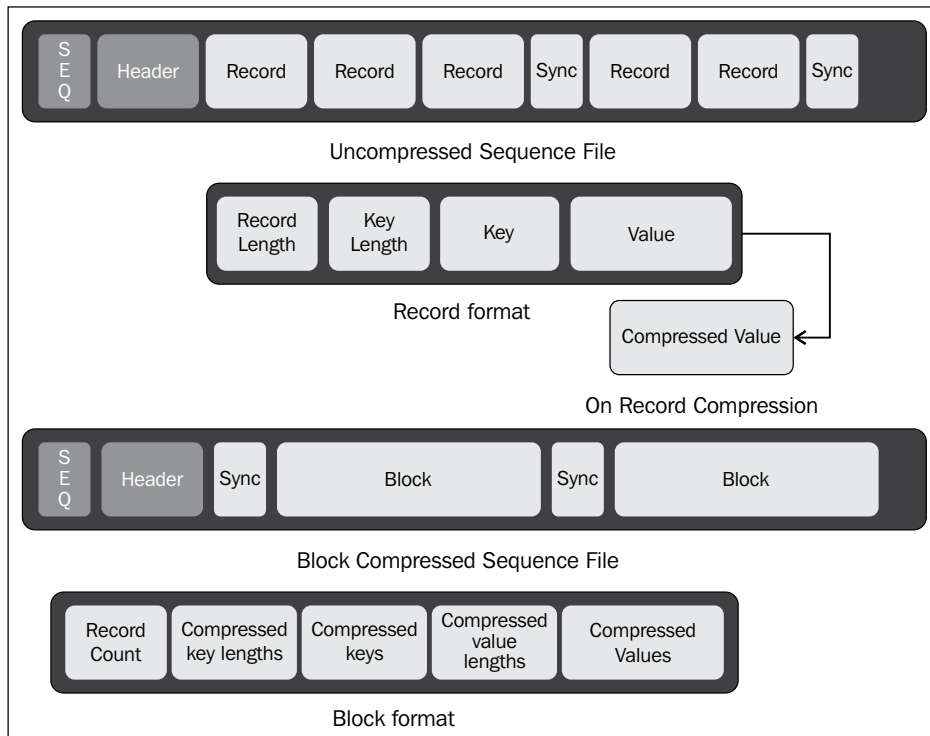 S
E
Q
Header
Record
Record
Record
Sync
Record
Record
Sync
Uncompressed Sequence File
Record
Length
Key
Length
Key
Value
Record format
Compressed Value
On Record Compression
S
E
Q
Header
Sync
Block
Sync
Block
Block Compressed Sequence File
Record
Count
Compressed
key lengths
Compressed
keys
Compressed
value
lengths
Compressed
Values
Block format